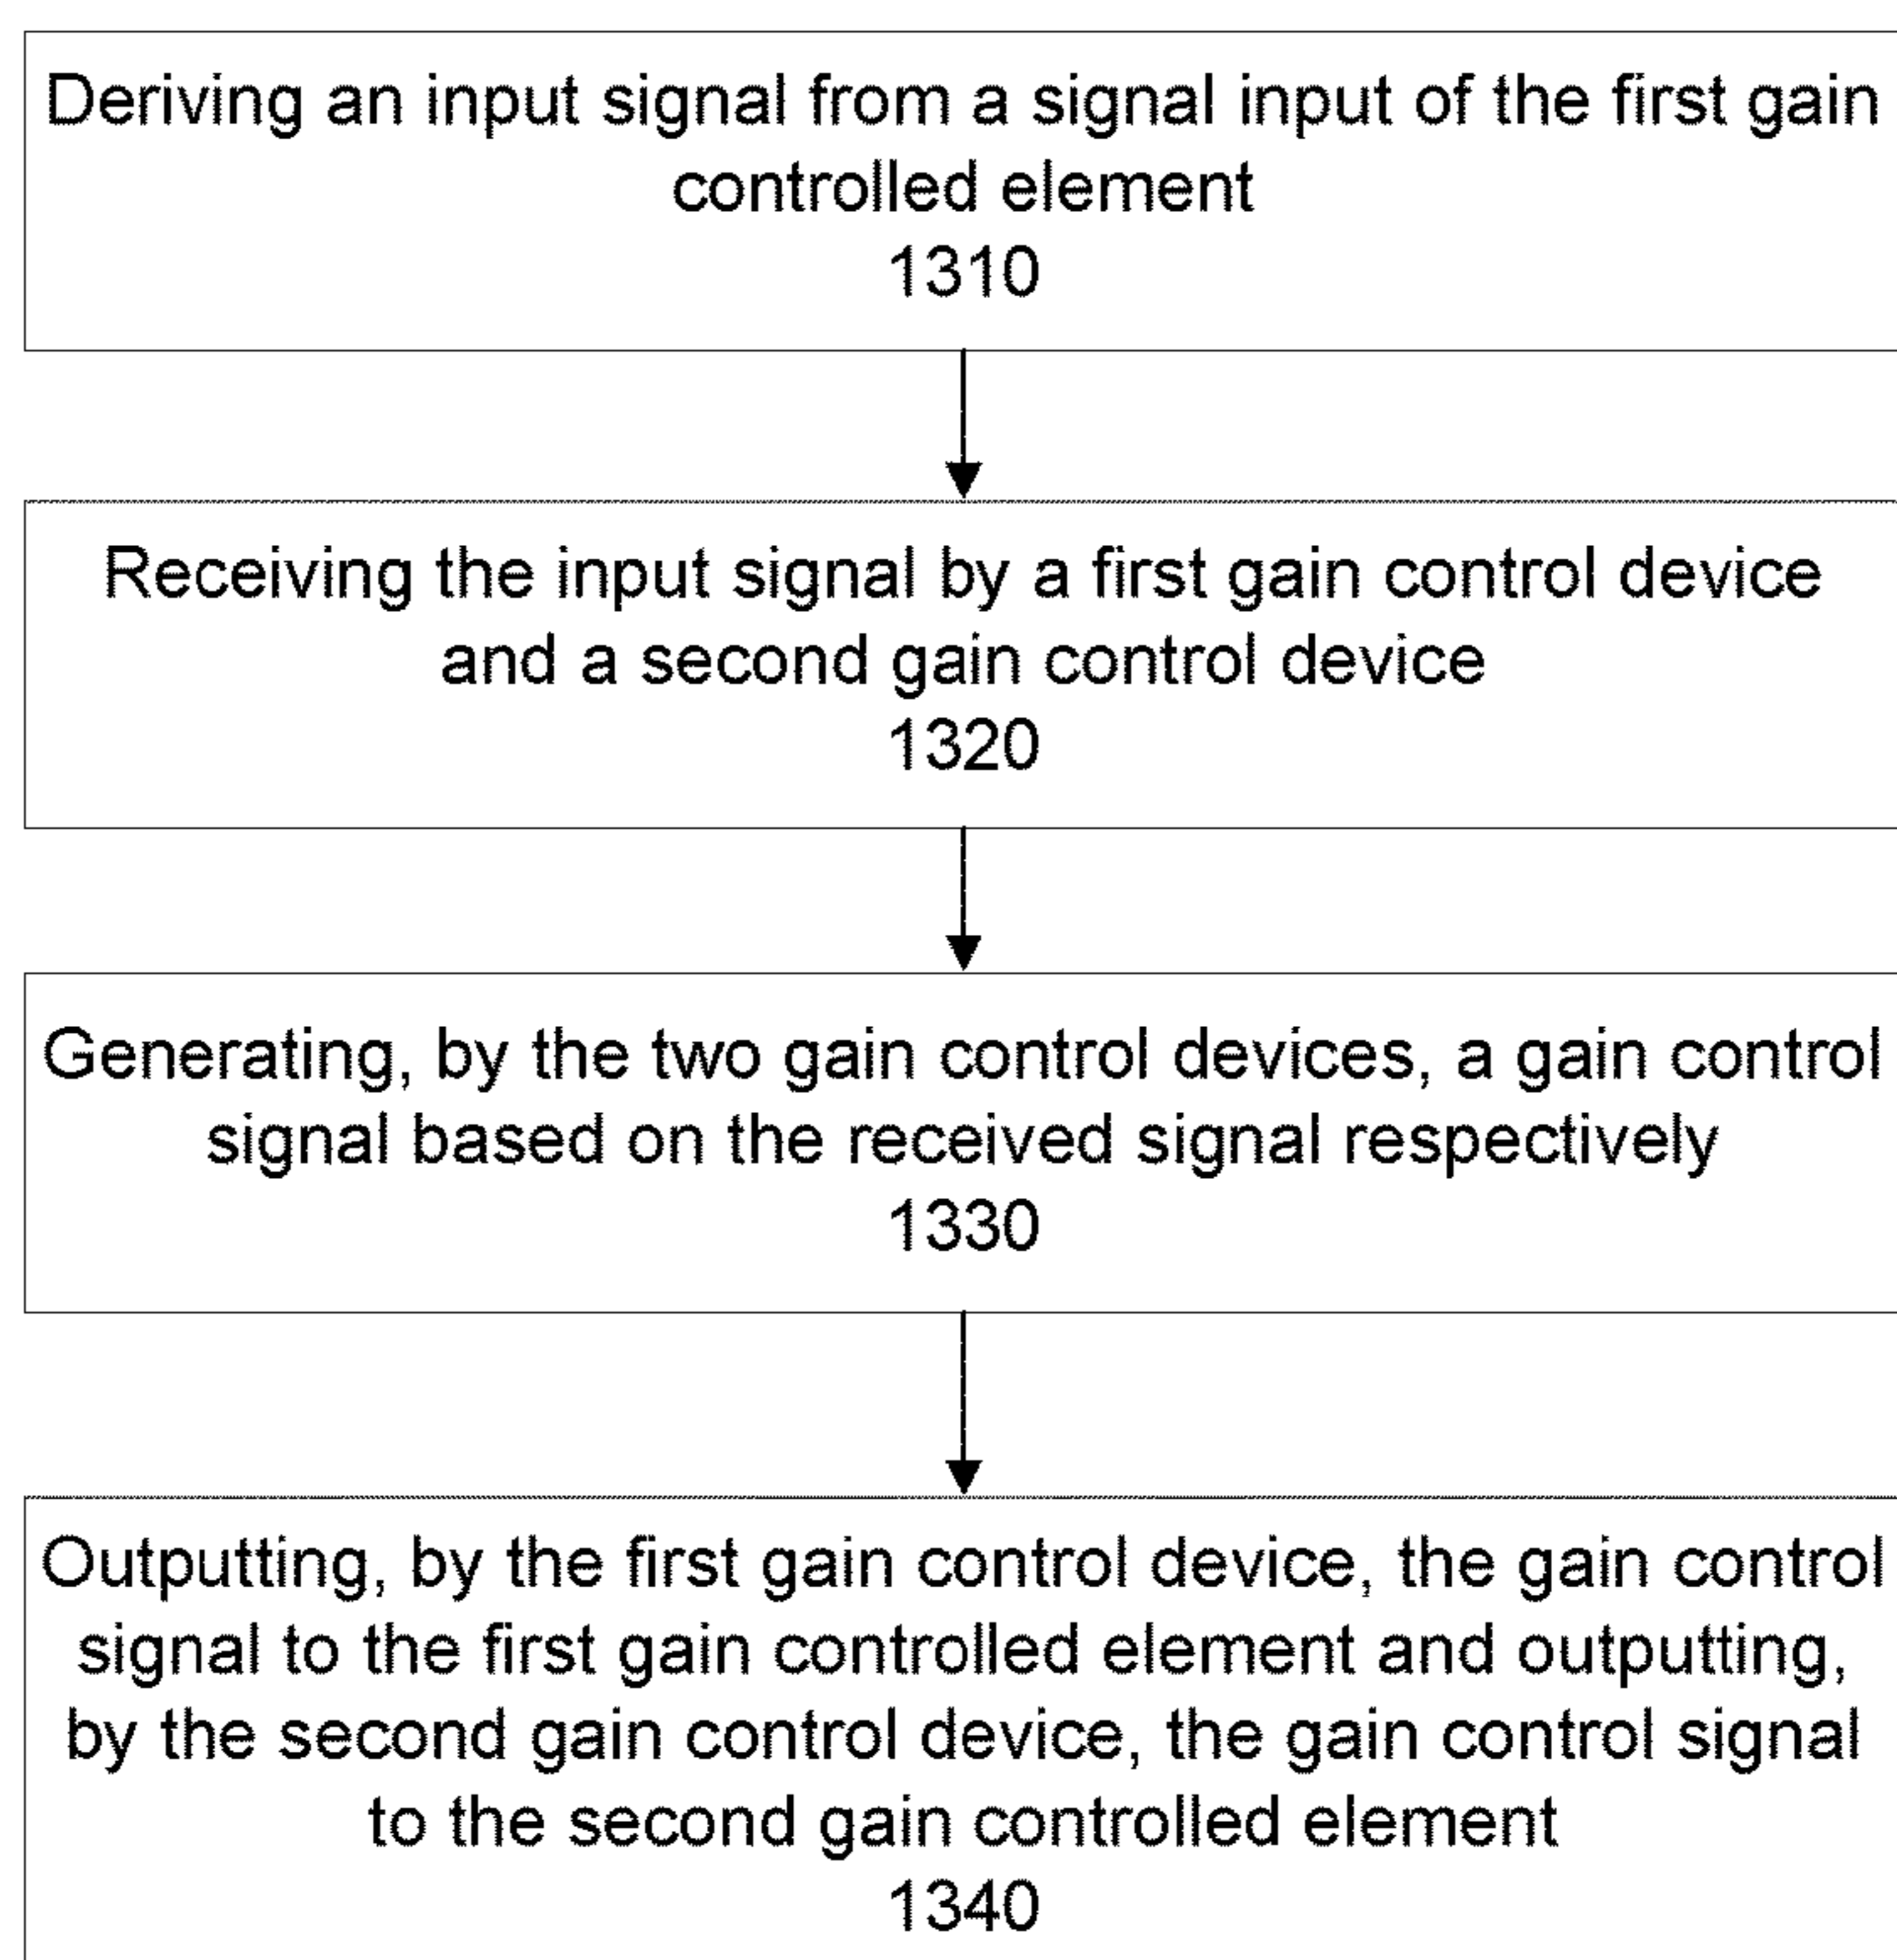 Deriving an input signal from a signal input of the first gain
controlled element
1310
Receiving the input signal by a first gain control device
and a second gain control device
1320
Generating, by the two gain control devices, a gain control
signal based on the received signal respectively
1330
Outputting, by the first gain control device, the gain control
signal to the first gain controlled element and outputting,
by the second gain control device, the gain control signal
to the second gain controlled element
1340